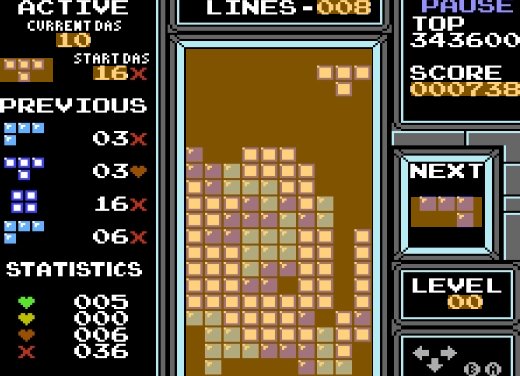 ACTIVE
CURRENT DAS
10
START DAS
16x
PREVIOUS
03x
03
16x
06x
STATISTICS
005
000
006
x 036
LINES-008
PAUSE
TOP
343600
SCORE
000738
NEXT
LEVEL
00
B A